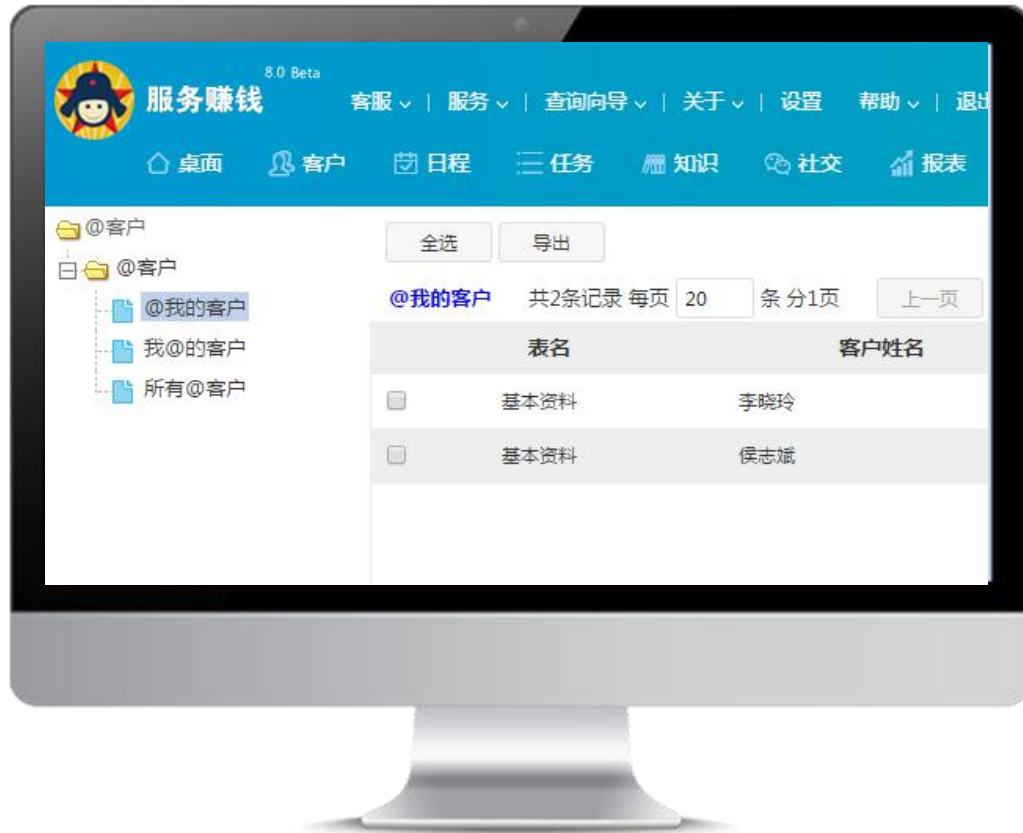 8.0 Beta
服务赚钱
客服 | 服务 | 查询向导 | 关于 | 设置 帮助 | 退出
桌面 客户 日程 任务 知识 社交 报表
@客户
@客户
@我的客户
我@的客户
所有@客户
全选 导出
@我的客户 共2条记录 每页 20 条 分1页 上一页
表名 客户姓名
基本资料 李晓玲
基本资料 侯志斌